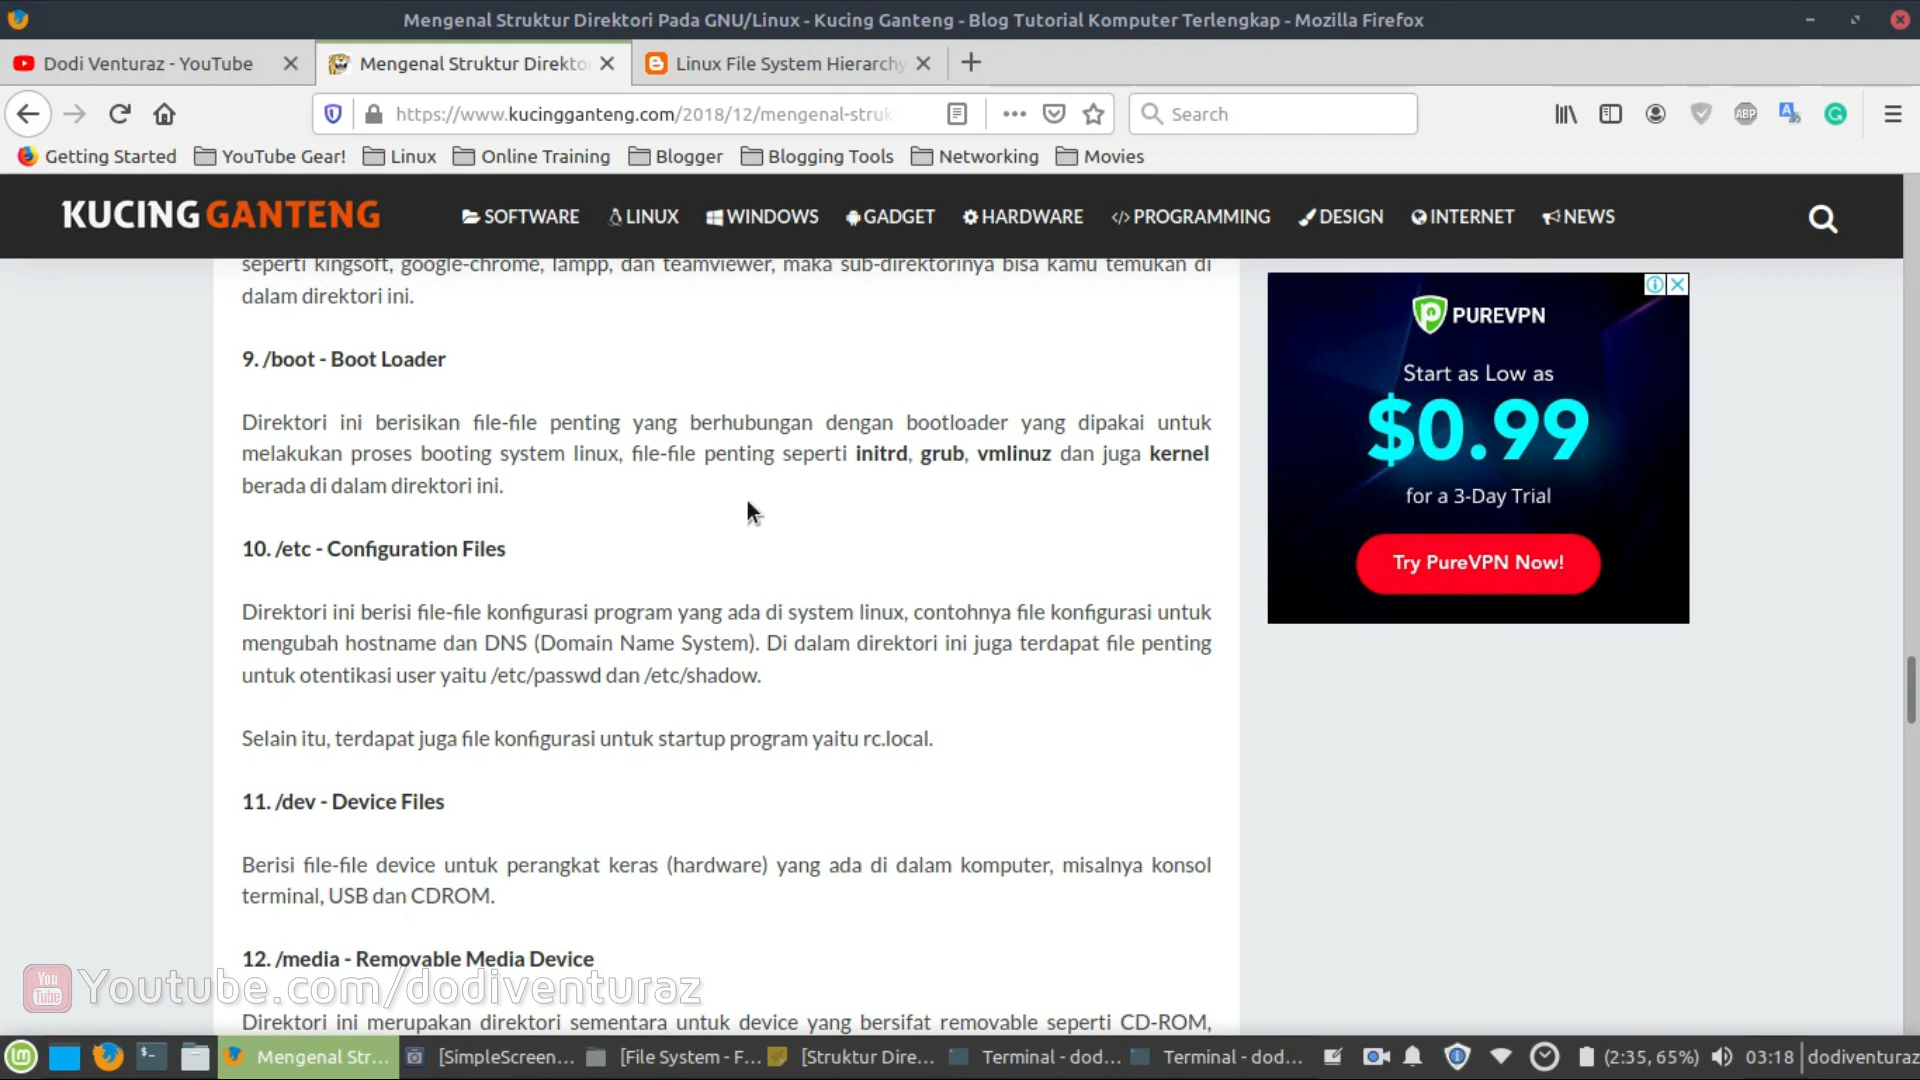 Mengenal Struktur Direktori Pada GNU/Linux - Kucing Ganteng - Blog Tutorial Komputer Terlengkap - Mozilla Firefox
Dodi Venturaz - YouTube
Mengenal Struktur Direkto
Linux File System Hierarchy
https://www.kucingganteng.com/2018/12/mengenal-struk
Search
ABP
Getting Started
YouTube Gear!
Linux
Online Training
Blogger
Blogging Tools
Networking
Movies
KUCING GANTENG
SOFTWARE
LINUX
WINDOWS
GADGET
HARDWARE
PROGRAMMING
DESIGN
INTERNET
NEWS
seperti kingsoft, google-chrome, lampp, dan teamviewer, maka sub-direktorinya bisa kamu temukan di
dalam direktori ini.
9. /boot - Boot Loader
Direktori ini berisikan file-file penting yang berhubungan dengan bootloader yang dipakai untuk
melakukan proses booting system linux, file-file penting seperti initrd, grub, vmlinuz dan juga kernel
berada di dalam direktori ini.
10. /etc - Configuration Files
Direktori ini berisi file-file konfigurasi program yang ada di system linux, contohnya file konfigurasi untuk
mengubah hostname dan DNS (Domain Name System). Di dalam direktori ini juga terdapat file penting
untuk otentikasi user yaitu /etc/passwd dan /etc/shadow.
Selain itu, terdapat juga file konfigurasi untuk startup program yaitu rc.local.
11. /dev - Device Files
Berisi file-file device untuk perangkat keras (hardware) yang ada di dalam komputer, misalnya konsol
terminal, USB dan CDROM.
12. /media - Removable Media Device
Direktori ini merupakan direktori sementara untuk device yang bersifat removable seperti CD-ROM,
PUREVPN
Start as Low as
$0.99
for a 3-Day Trial
Try PureVPN Now!
You
Tube
Youtube.com/dodiventuraz
Mengenal Str...
[SimpleScreen...
[File System - F...
[Struktur Dire...
Terminal - dod...
Terminal - dod...
(2:35, 65%)
03:18
dodiventuraz